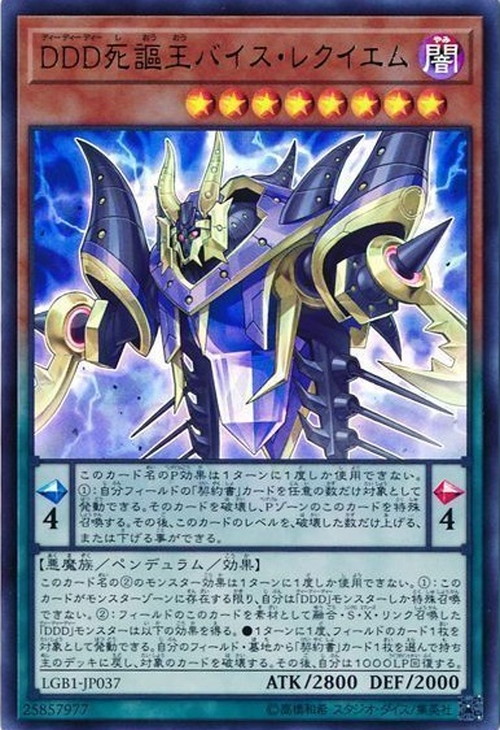 DDD死謳王バイス・レクイエム
闇
このカード名のP効果は1ターンに1度しか使用できない。
①:自分フィールドの「契約書」カードを任意の数だけ対象として
発動できる。そのカードを破壊し、Pゾーンのこのカードを特殊
召喚する。その後、このカードのレベルを、破壊した数だけ上げる、
または下げる事ができる。
4
4
【悪魔族/ペンデュラム/効果】
このカード名の②のモンスター効果は1ターンに1度しか使用できない。①:この
カードがモンスターゾーンに存在する限り、自分は「DDD」モンスターしか特殊召喚
できない。②:フィールドのこのカードを素材として融合・S・X・リンク召喚した
「DDD」モンスターは以下の効果を得る。●1ターンに1度、フィールドのカード1枚
を対象として発動できる。自分のフィールド・墓地から「契約書」カード1枚を選んで持ち
主のデッキに戻し、対象のカードを破壊する。その後、自分は1000LP回復する。
LGB1-JP037
ATK/2800 DEF/2000
25857977
©高橋和希 スタジオ・ダイス/集英社